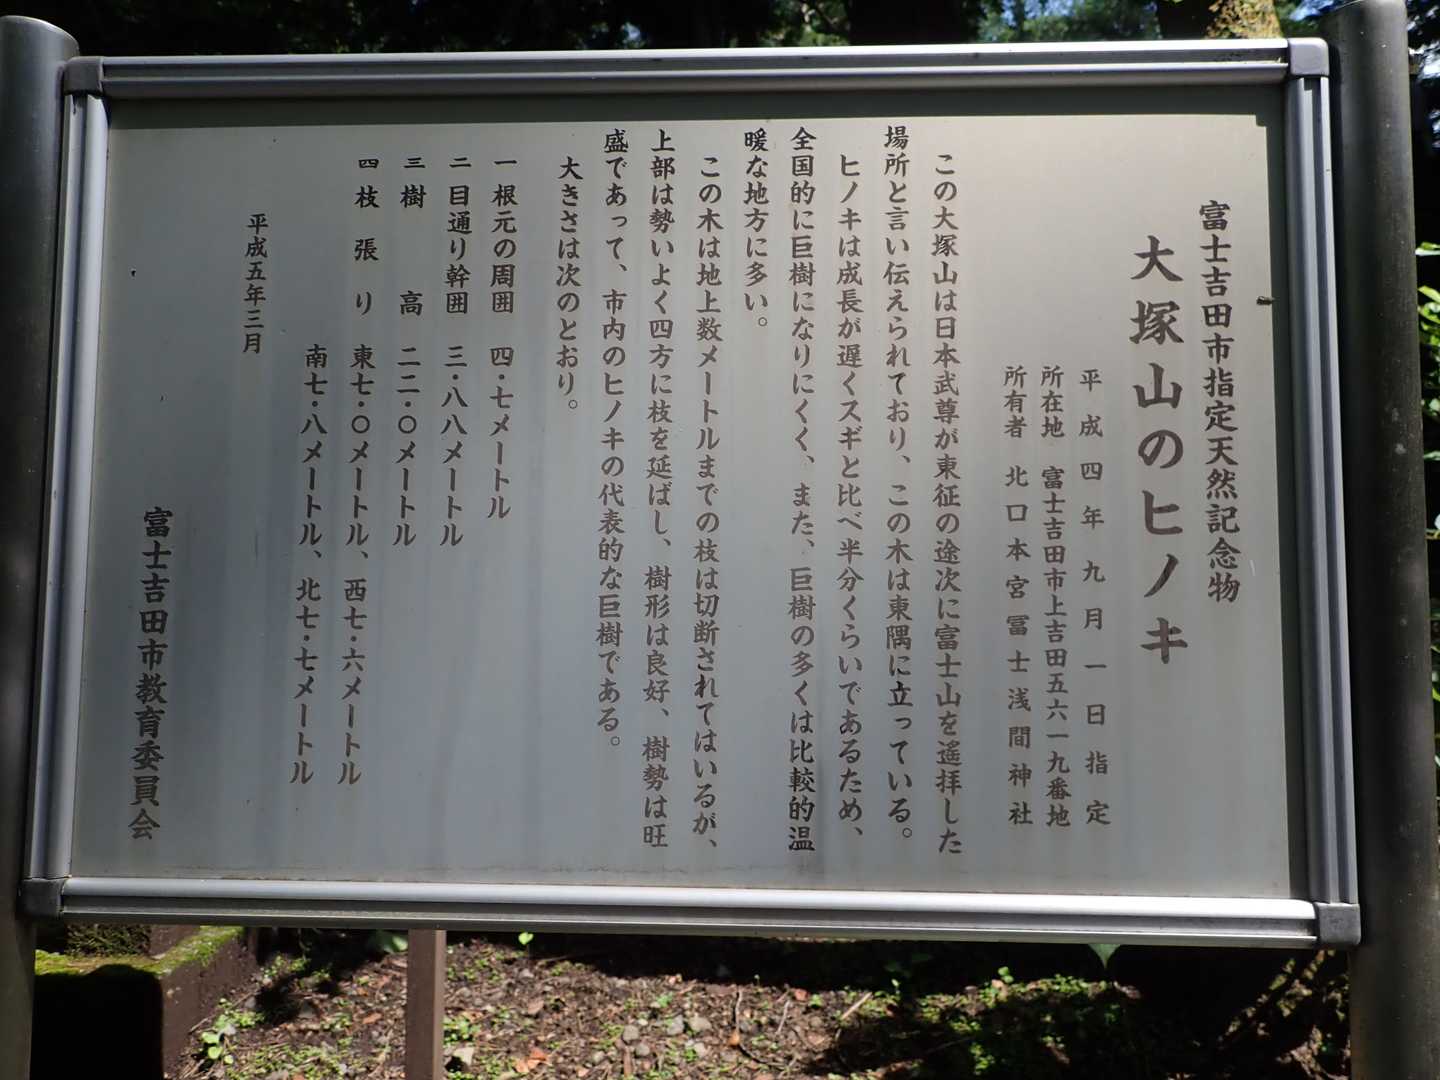 富士吉田市指定天然記念物
大塚山のヒノキ
平成四年九月一日指定
所在地 富士吉田市上吉田五六一九番地
所有者 北口本宮冨士浅間神社
この大塚山は日本武尊が東征の途次に富士山を遥拝した
場所と言い伝えられており、この木は東隅に立っている。
ヒノキは成長が遅くスギと比べ半分くらいであるため、
全国的に巨樹になりにくく、また、巨樹の多くは比較的温
暖な地方に多い。
この木は地上数メートルまでの枝は切断されてはいるが、
上部は勢いよく四方に枝を延ばし、樹形は良好、樹勢は旺
盛であって、市内のヒノキの代表的な巨樹である。
大きさは次のとおり。
一 根元の周囲 四・七メートル
二 目通り幹囲 三・八八メートル
三 樹高 二二・〇メートル
四 枝張り 東七・〇メートル、西七・六メートル
南七・八メートル、北七・七メートル
平成五年三月
富士吉田市教育委員会